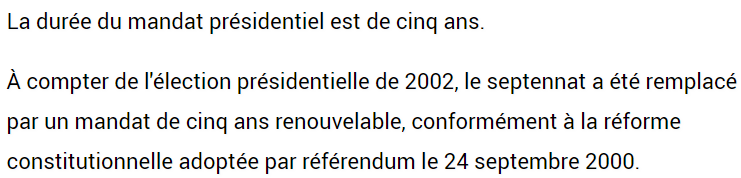 La durée du mandat présidentiel est de cinq ans.
À compter de l'élection présidentielle de 2002, le septennat a été remplacé
par un mandat de cinq ans renouvelable, conformément à la réforme
constitutionnelle adoptée par référendum le 24 septembre 2000.